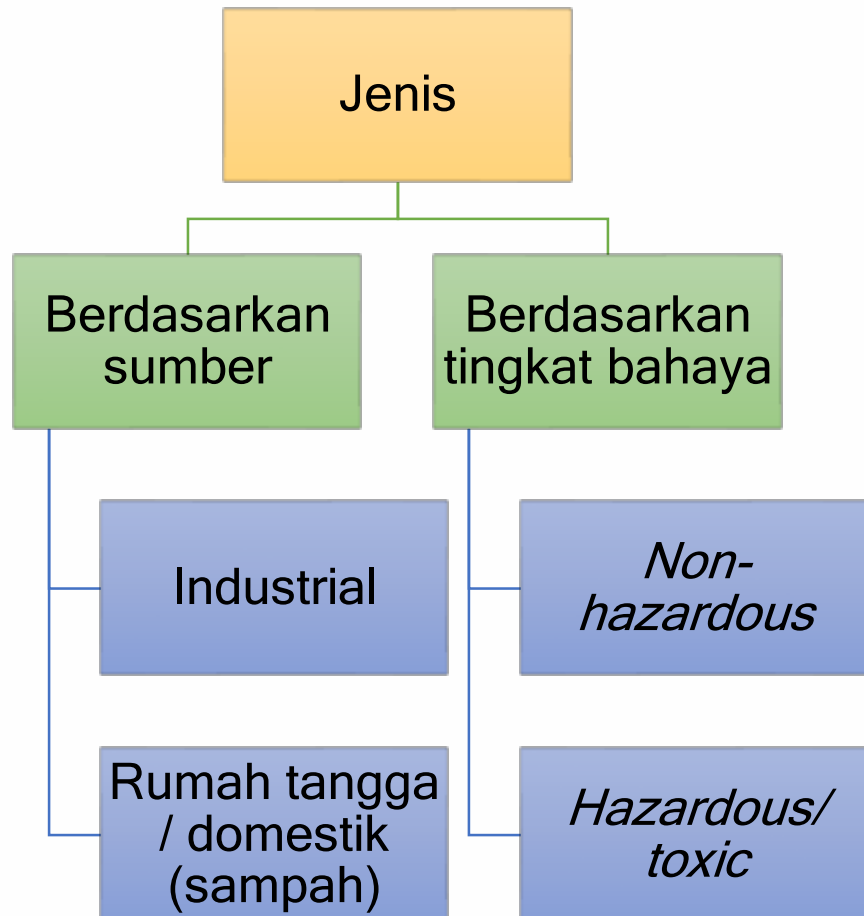 Jenis
Berdasarkan
sumber
Berdasarkan
tingkat bahaya
Industrial
Non-
hazardous
Rumah tangga
/ domestik
(sampah)
Hazardous/
toxic